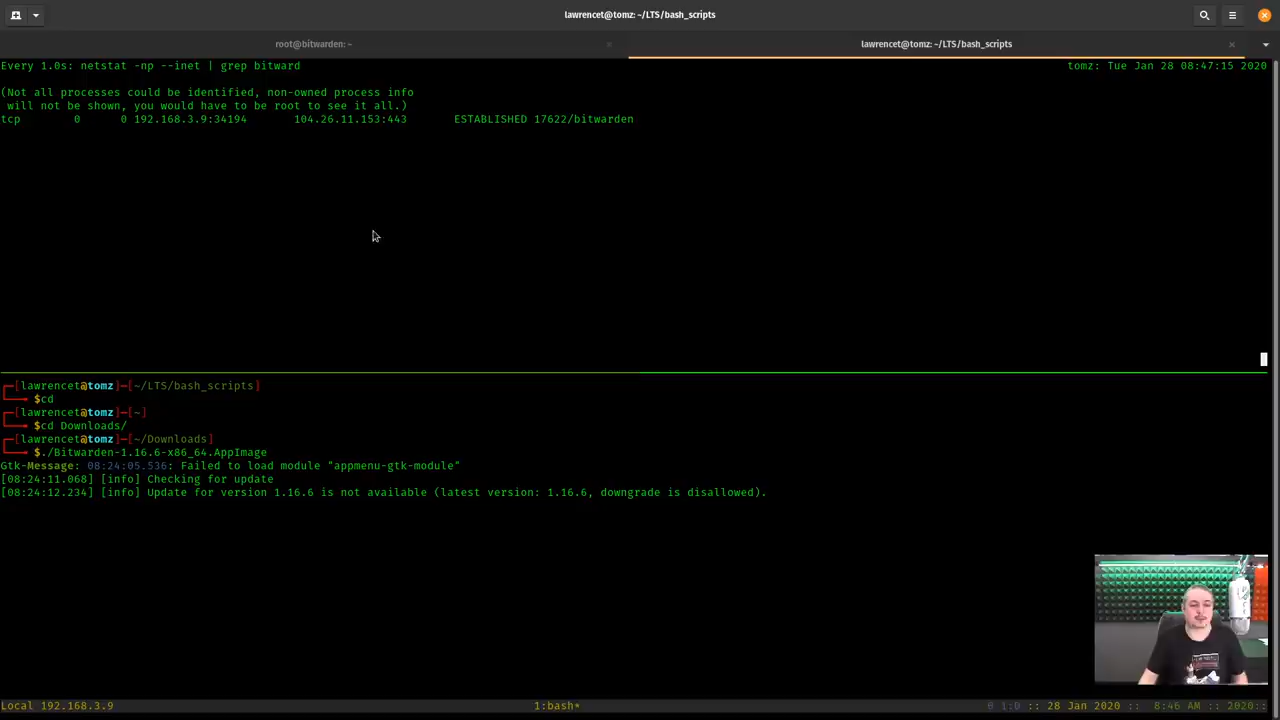 lawrencet@tomz: ~/LTS/bash_scripts
root@bitwarden: ~
lawrencet@tomz: ~/LTS/bash_scripts
Every 1.0s: netstat -np --inet | grep bitward
tomz: Tue Jan 28 08:47:15 2020
(Not all processes could be identified, non-owned process info
will not be shown, you would have to be root to see it all.)
tcp 0 0 192.168.3.9:34194 104.26.11.153:443 ESTABLISHED 17622/bitwarden
[lawrencet@tomz]─[~/LTS/bash_scripts]
$cd
[lawrencet@tomz]─[~]
$cd Downloads/
[lawrencet@tomz]─[~/Downloads]
$./Bitwarden-1.16.6-x86_64.AppImage
Gtk-Message: 08:24:05.536: Failed to load module "appmenu-gtk-module"
[08:24:11.068] [info] Checking for update
[08:24:12.234] [info] Update for version 1.16.6 is not available (latest version: 1.16.6, downgrade is disallowed).
Local 192.168.3.9 1:bash* 0 1:0 :: 28 Jan 2020 :: 8:46 AM :: 2020::